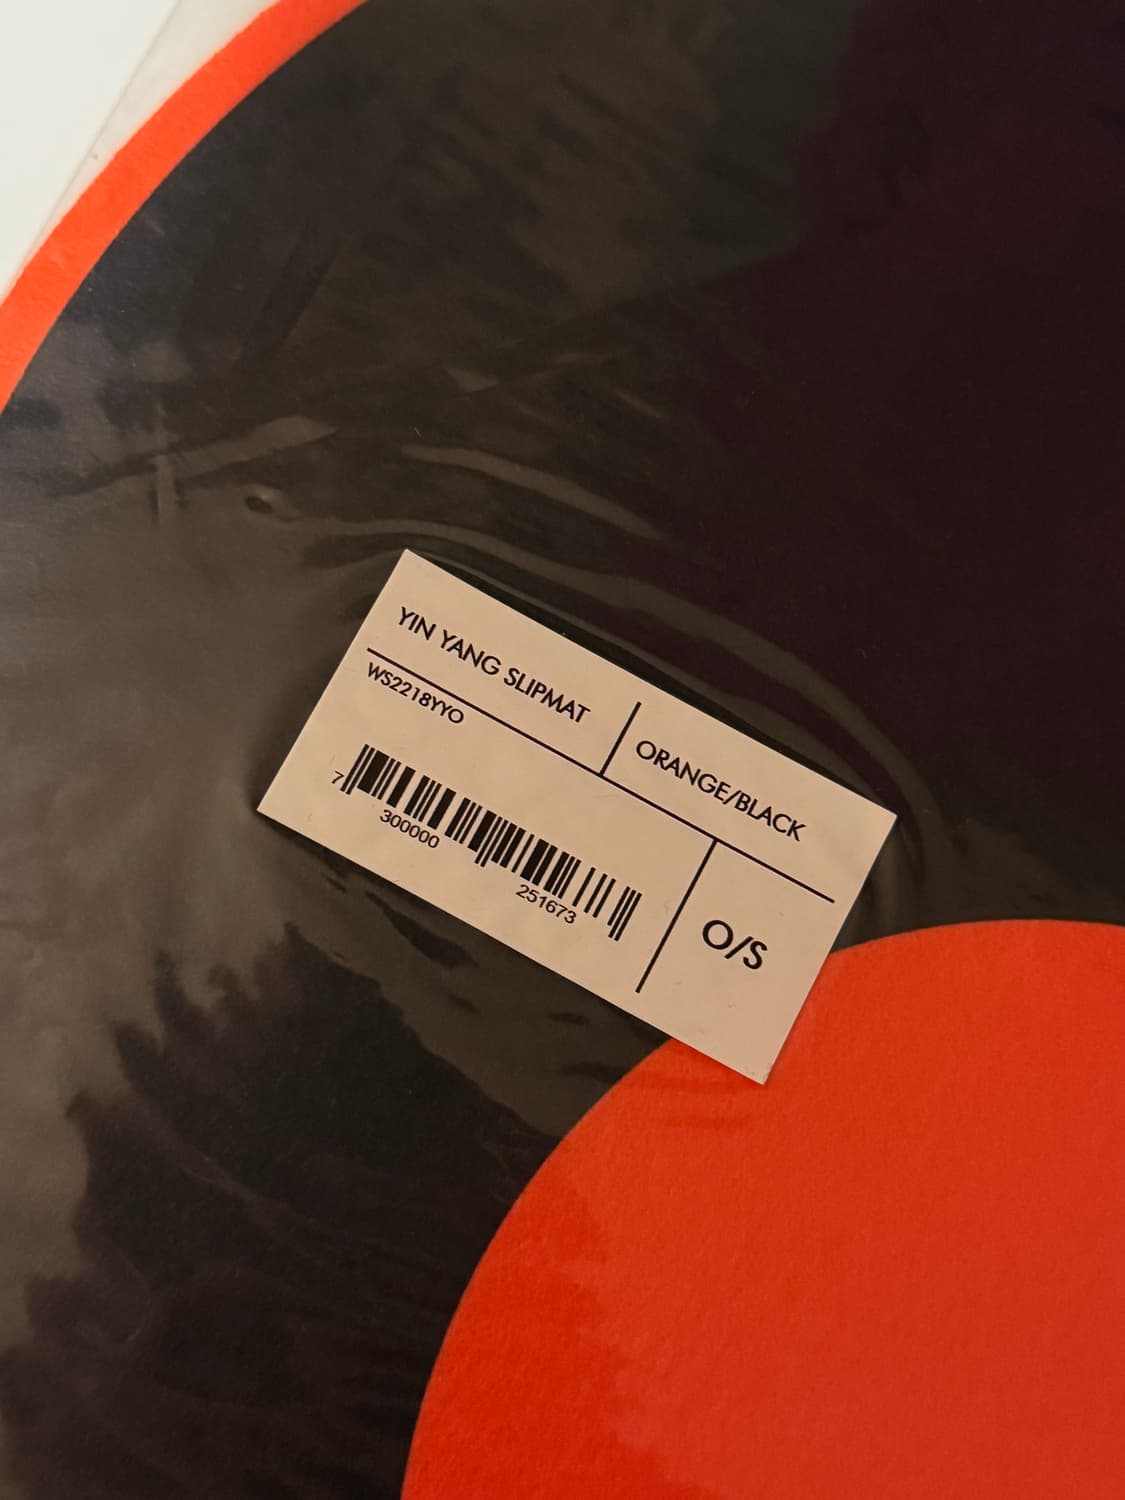 YIN YANG SLIPMAT
ORANGE/BLACK
WS2218YYO
7 300000 251673
O/S